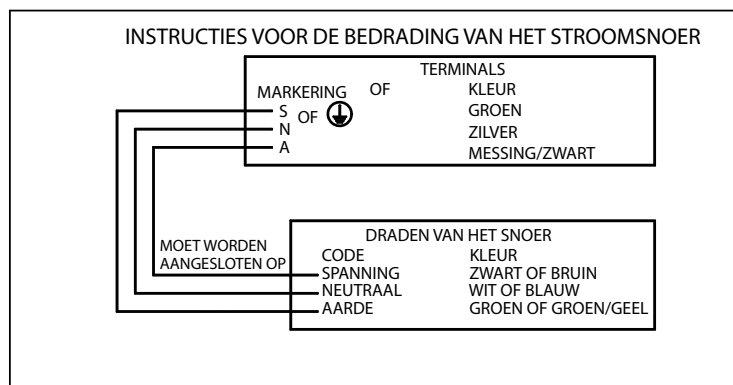 INSTRUCTIES VOOR DE BEDRADING VAN HET STROOMSNOER
TERMINALS
MARKERING OF KLEUR
S OF GROEN
N ZILVER
A MESSING/ZWART
MOET WORDEN
AANGESLOTEN OP
DRADEN VAN HET SNOER
CODE KLEUR
SPANNING ZWART OF BRUIN
NEUTRAAL WIT OF BLAUW
AARDE GROEN OF GROEN/GEEL